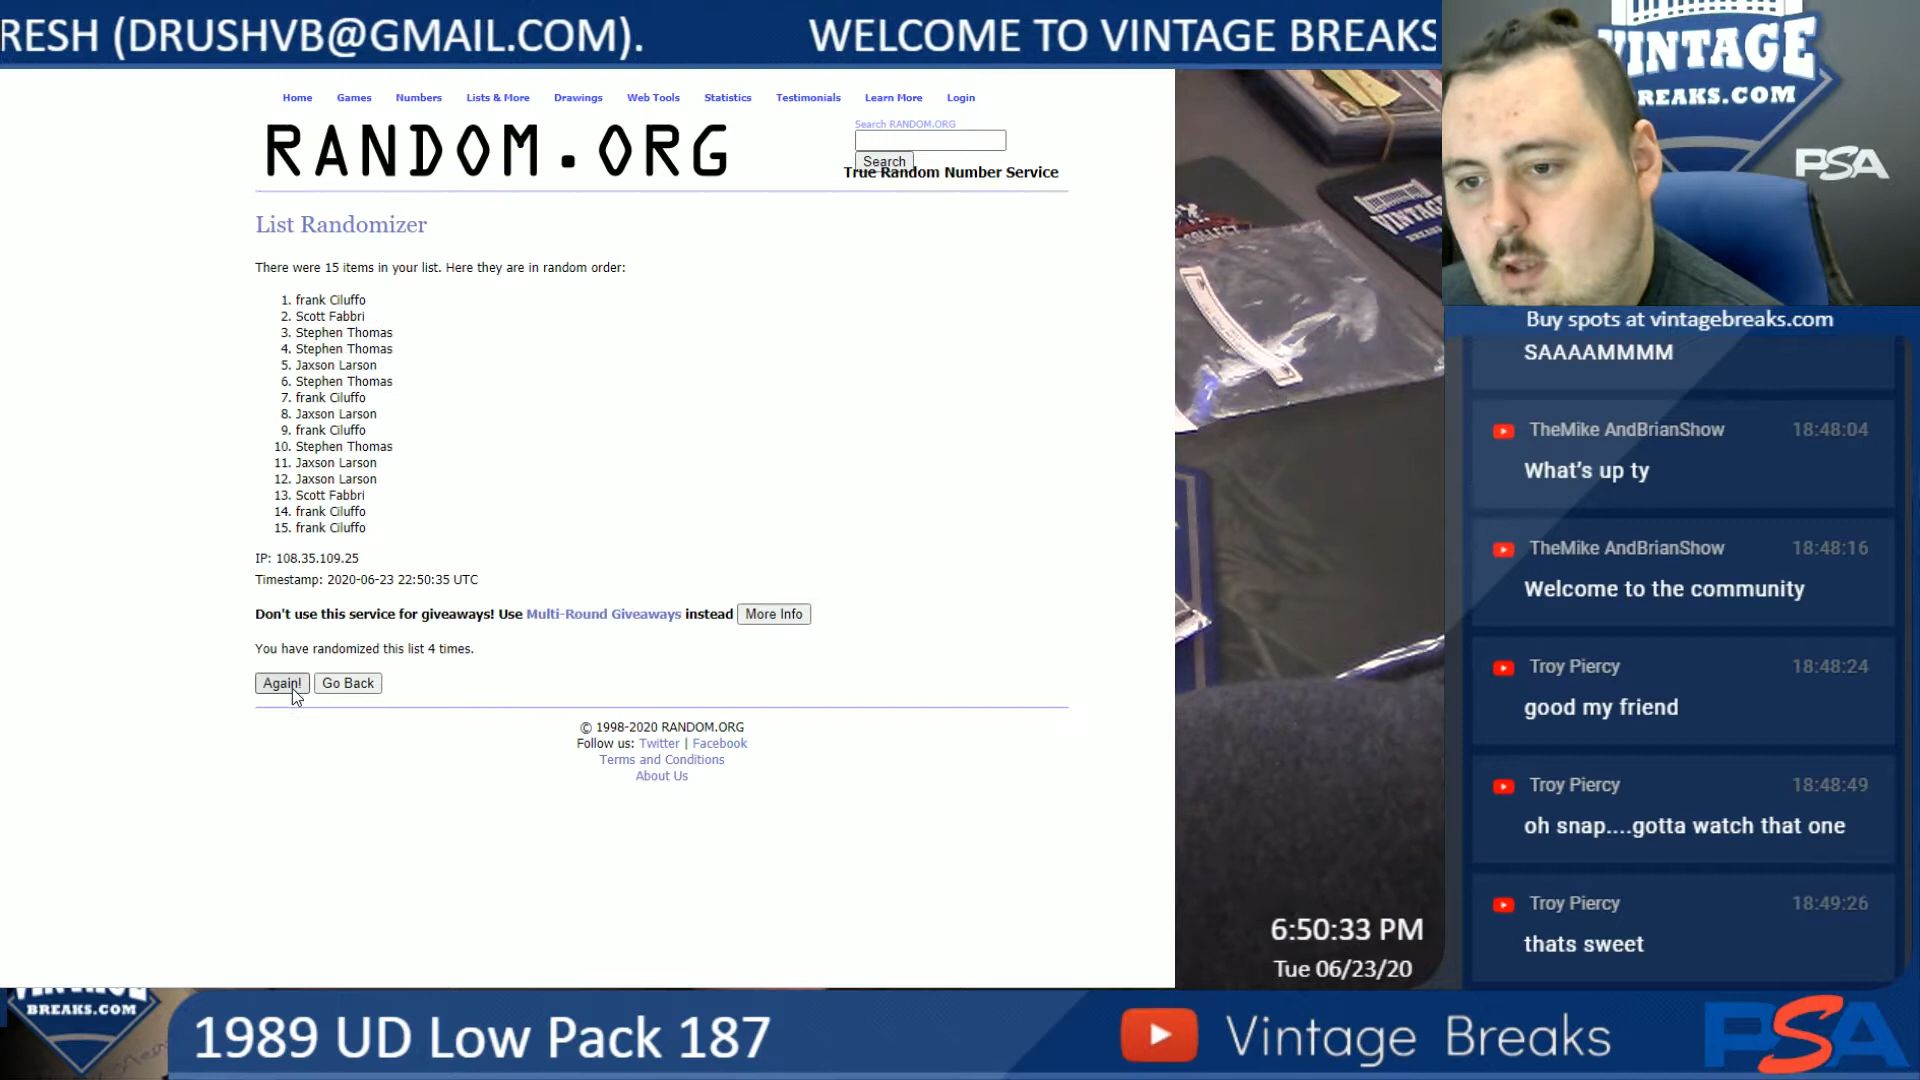 RESH (DRUSHVB@GMAIL.COM). WELCOME TO VINTAGE BREAKS
VINTAGE
REAKS.COM
PSA
Home Games Numbers Lists & More Drawings Web Tools Statistics Testimonials Learn More Login
RANDOM.ORG
Search RANDOM.ORG
Search
True Random Number Service
List Randomizer
There were 15 items in your list. Here they are in random order:
1. frank Ciluffo
2. Scott Fabbri
3. Stephen Thomas
4. Stephen Thomas
5. Jaxson Larson
6. Stephen Thomas
7. frank Ciluffo
8. Jaxson Larson
9. frank Ciluffo
10. Stephen Thomas
11. Jaxson Larson
12. Jaxson Larson
13. Scott Fabbri
14. frank Ciluffo
15. frank Ciluffo
IP: 108.35.109.25
Timestamp: 2020-06-23 22:50:35 UTC
Don't use this service for giveaways! Use Multi-Round Giveaways instead More Info
You have randomized this list 4 times.
Again! Go Back
© 1998-2020 RANDOM.ORG
Follow us: Twitter | Facebook
Terms and Conditions
About Us
COLLECT
VINTAGE
BREAKS
Buy spots at vintagebreaks.com
SAAAAMMMM
TheMike AndBrianShow 18:48:04
What's up ty
TheMike AndBrianShow 18:48:16
Welcome to the community
Troy Piercy 18:48:24
good my friend
Troy Piercy 18:48:49
oh snap....gotta watch that one
Troy Piercy 18:49:26
thats sweet
6:50:33 PM
Tue 06/23/20
VINTAGE
BREAKS.COM
1989 UD Low Pack 187
Vintage Breaks
PSA